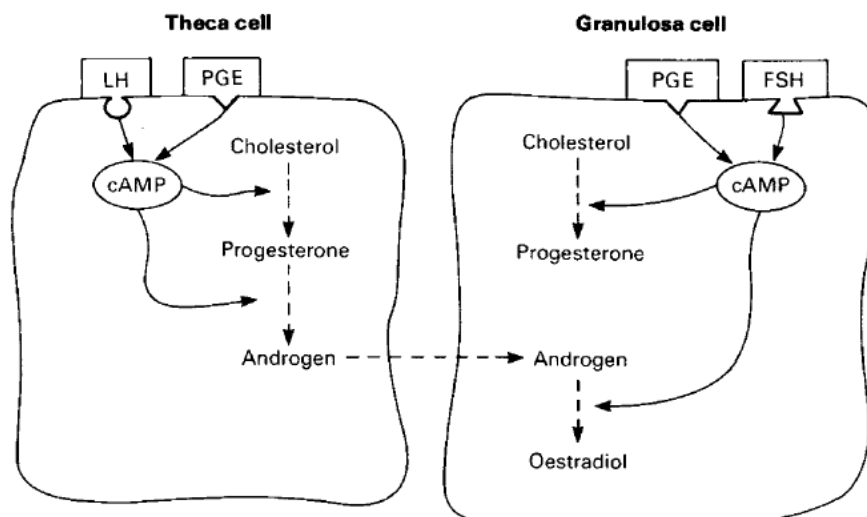 Theca cell
LH
PGE
cAMP
Cholesterol
Progesterone
Androgen
Granulosa cell
PGE
FSH
Cholesterol
cAMP
Progesterone
Androgen
Oestradiol